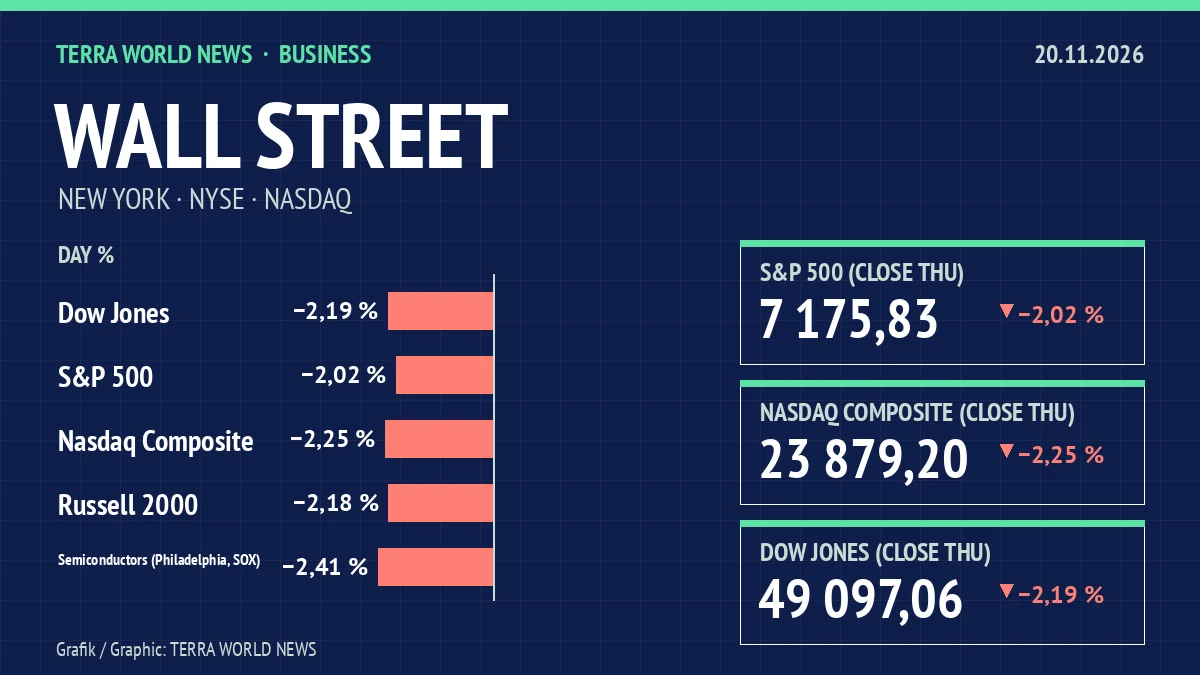 TERRA WORLD NEWS · BUSINESS
20.11.2026
WALL STREET
NEW YORK · NYSE · NASDAQ
DAY %
Dow Jones −2,19 %
S&P 500 −2,02 %
Nasdaq Composite −2,25 %
Russell 2000 −2,18 %
Semiconductors (Philadelphia, SOX) −2,41 %
S&P 500 (CLOSE THU)
7 175,83 ▼−2,02 %
NASDAQ COMPOSITE (CLOSE THU)
23 879,20 ▼−2,25 %
DOW JONES (CLOSE THU)
49 097,06 ▼−2,19 %
Grafik / Graphic: TERRA WORLD NEWS